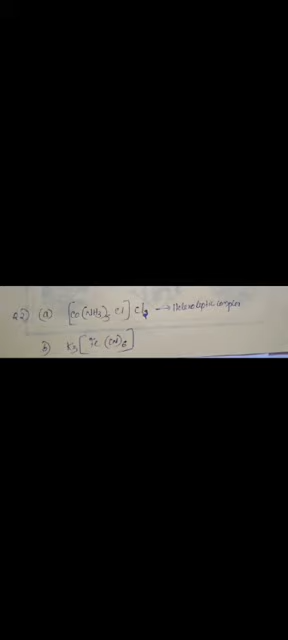 Q2) (a) [Co(NH3)5 Cl] Cl2 → Heteroleptic complex
b) K3 [Fe (CN)6]